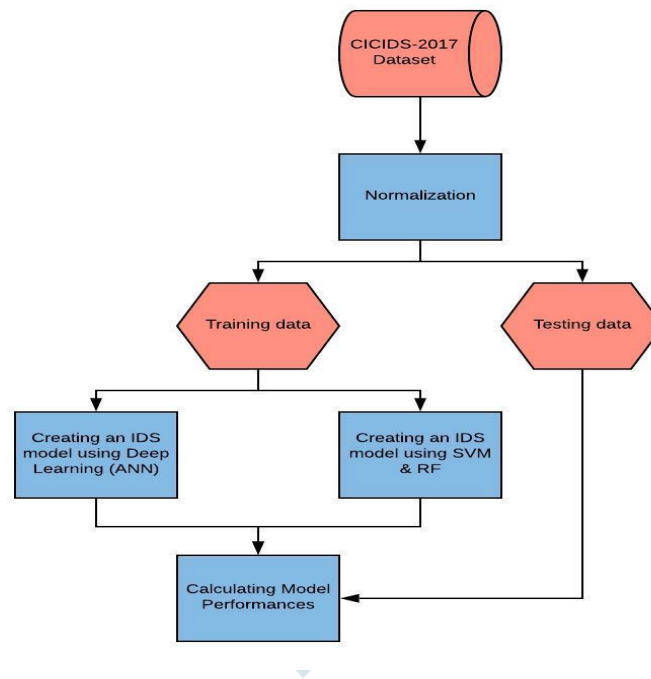 CICIDS-2017
Dataset
Normalization
Training data
Testing data
Creating an IDS
model using Deep
Learning (ANN)
Creating an IDS
model using SVM
& RF
Calculating Model
Performances